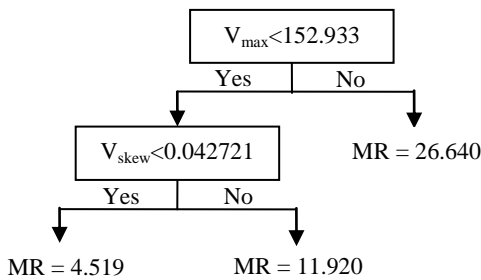 Vmax<152.933
Yes No
Vskew<0.042721
MR = 26.640
Yes No
MR = 4.519
MR = 11.920